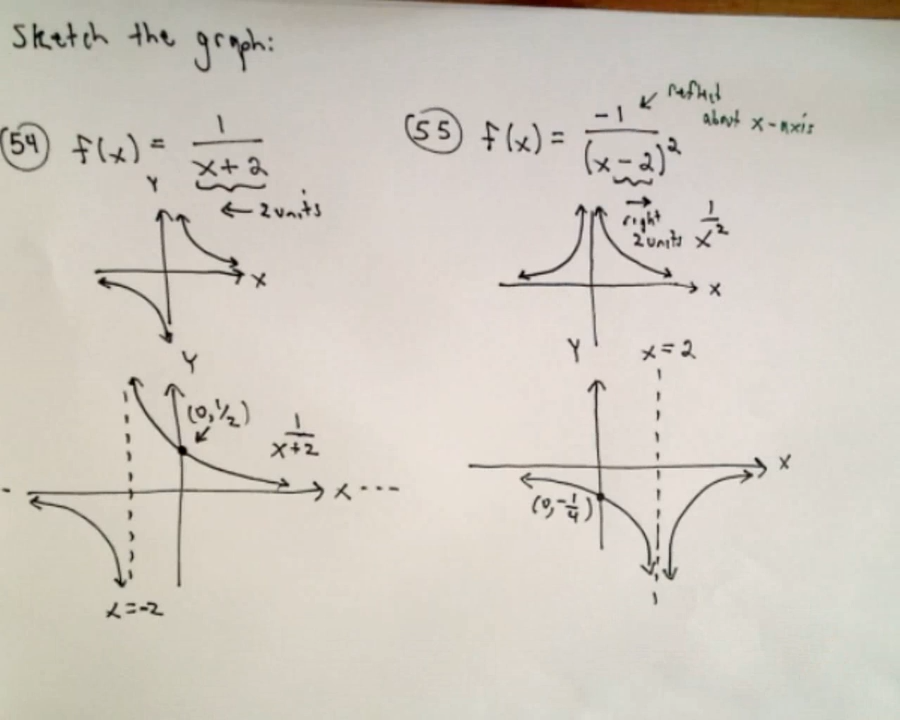 Sketch the graph:
54 f(x) = 1/(x+2)
← 2 units
Y
X
Y
(0, 1/2)
1/(x+2)
X
x=-2
55 f(x) = -1/(x-2)²
reflect
about x-axis
→
right
2 units
1/x²
X
Y
x=2
X
(0, -1/4)